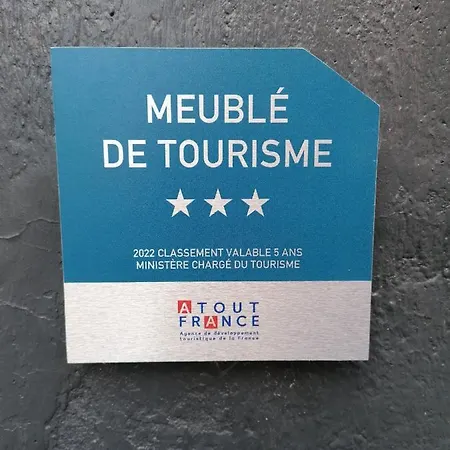 MEUBLÉ
DE TOURISME
2022 CLASSEMENT VALABLE 5 ANS
MINISTÈRE CHARGÉ DU TOURISME
ATOUT
FRANCE
Agence de développement
touristique de la France